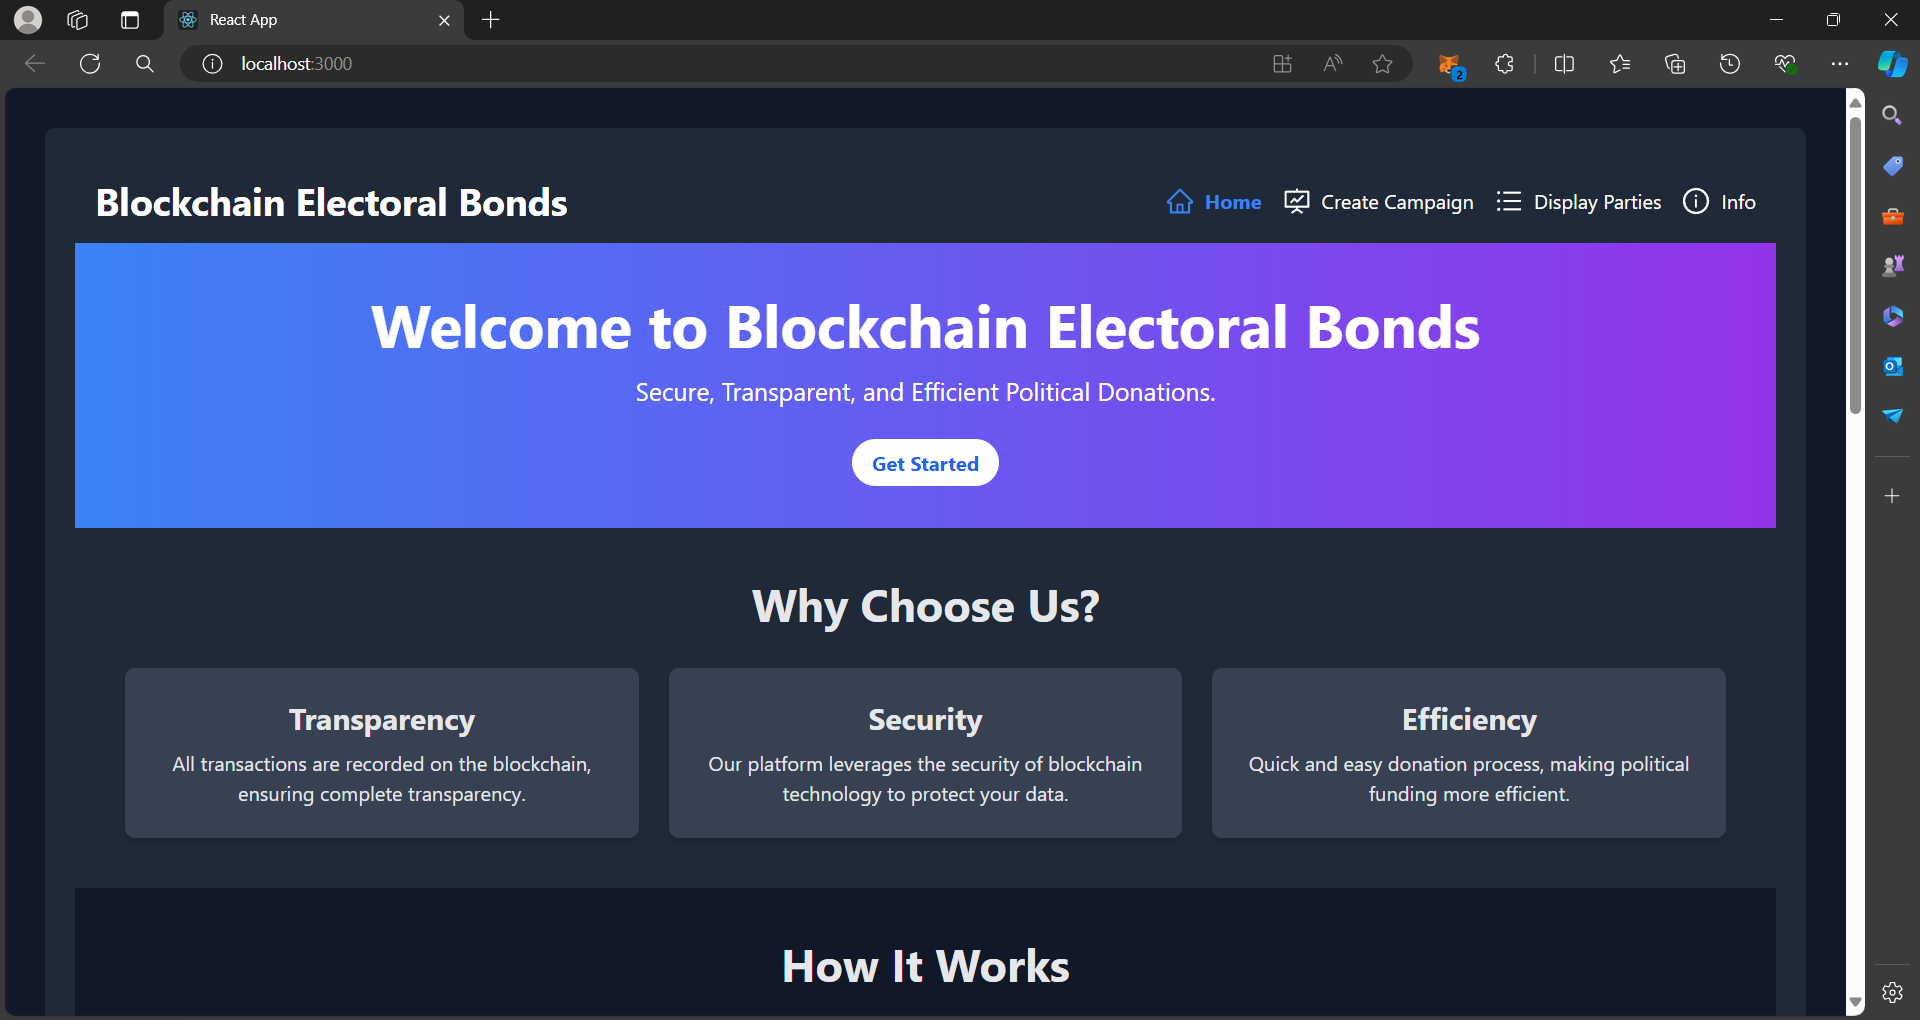 React App
localhost:3000
2
Blockchain Electoral Bonds
Home
Create Campaign
Display Parties
Info
Welcome to Blockchain Electoral Bonds
Secure, Transparent, and Efficient Political Donations.
Get Started
Why Choose Us?
Transparency
All transactions are recorded on the blockchain,
ensuring complete transparency.
Security
Our platform leverages the security of blockchain
technology to protect your data.
Efficiency
Quick and easy donation process, making political
funding more efficient.
How It Works